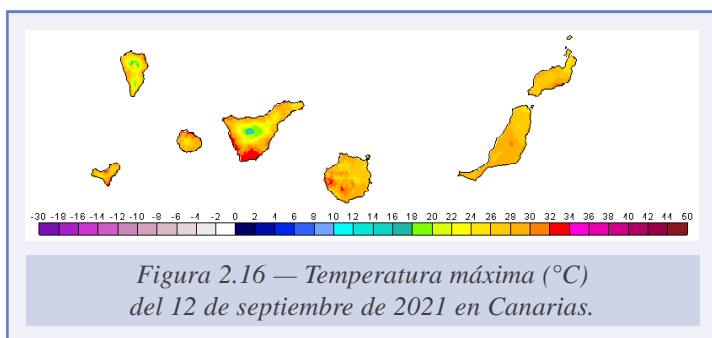 -30 -18 -16 -14 -12 -10 -8 -6 -4 -2 0 2 4 6 8 10 12 14 16 18 20 22 24 26 28 30 32 34 36 38 40 42 44 50
Figura 2.16 — Temperatura máxima (°C)
del 12 de septiembre de 2021 en Canarias.